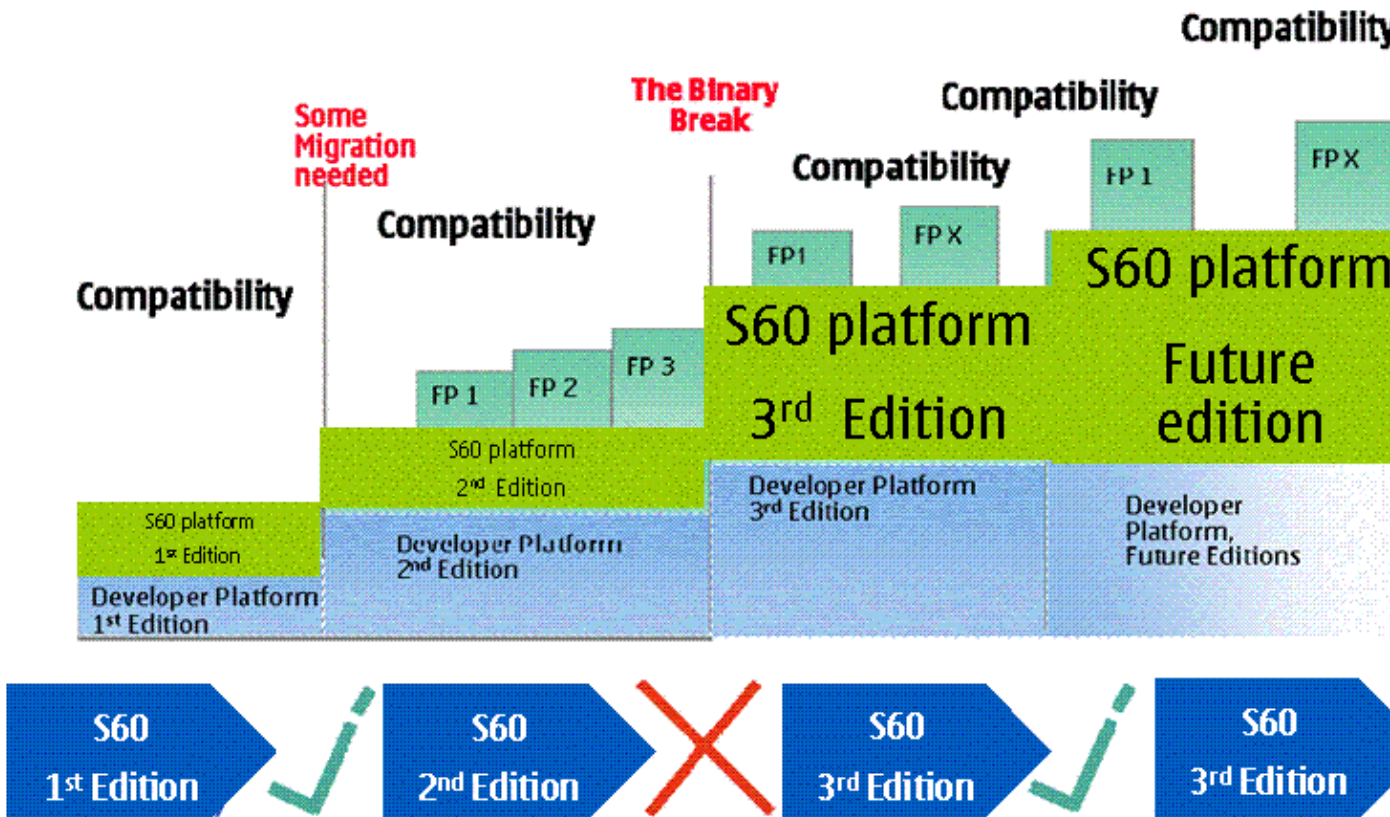 Compatibility
Compatibility
The Binary
Break
Some
Migration
needed
Compatibility
Compatibility
Compatibility
FP 1
FP X
FP1
FP X
FP 1
FP 2
FP 3
S60 platform
Future
edition
S60 platform
3rd Edition
S60 platform
2nd Edition
S60 platform
1st Edition
Developer Platform
1st Edition
Developer Platform
2nd Edition
Developer Platform
3rd Edition
Developer
Platform,
Future Editions
S60
1st Edition
S60
2nd Edition
S60
3rd Edition
S60
3rd Edition